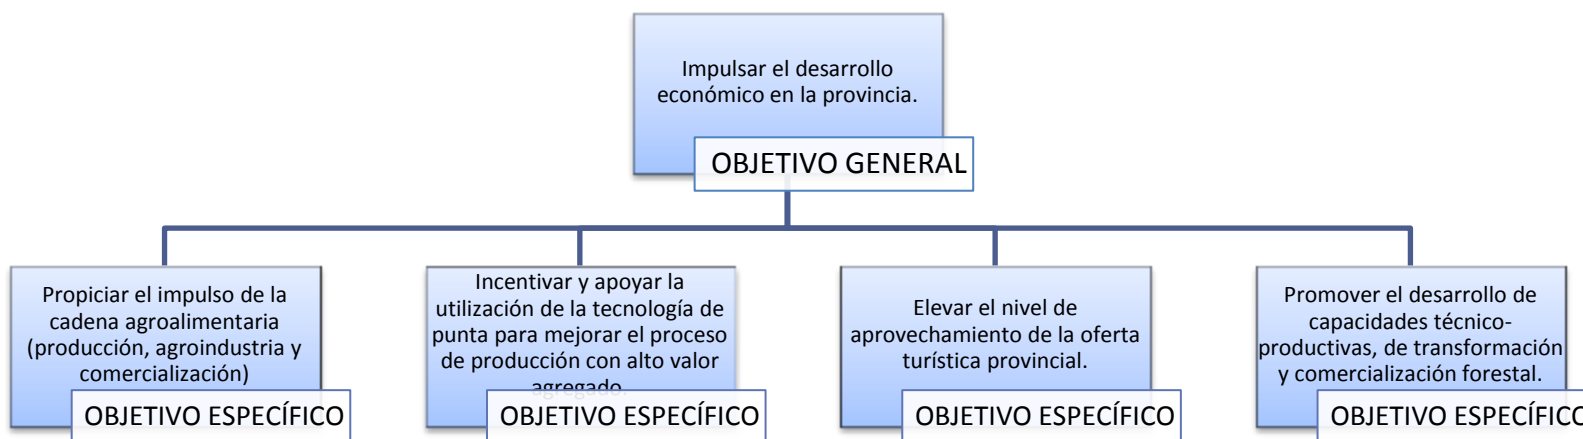 Impulsar el desarrollo
económico en la provincia.
OBJETIVO GENERAL
Propiciar el impulso de la
cadena agroalimentaria
(producción, agroindustria y
comercialización)
OBJETIVO ESPECÍFICO
Incentivar y apoyar la
utilización de la tecnología de
punta para mejorar el proceso
de producción con alto valor
agregado.
OBJETIVO ESPECÍFICO
Elevar el nivel de
aprovechamiento de la oferta
turística provincial.
OBJETIVO ESPECÍFICO
Promover el desarrollo de
capacidades técnico-
productivas, de transformación
y comercialización forestal.
OBJETIVO ESPECÍFICO